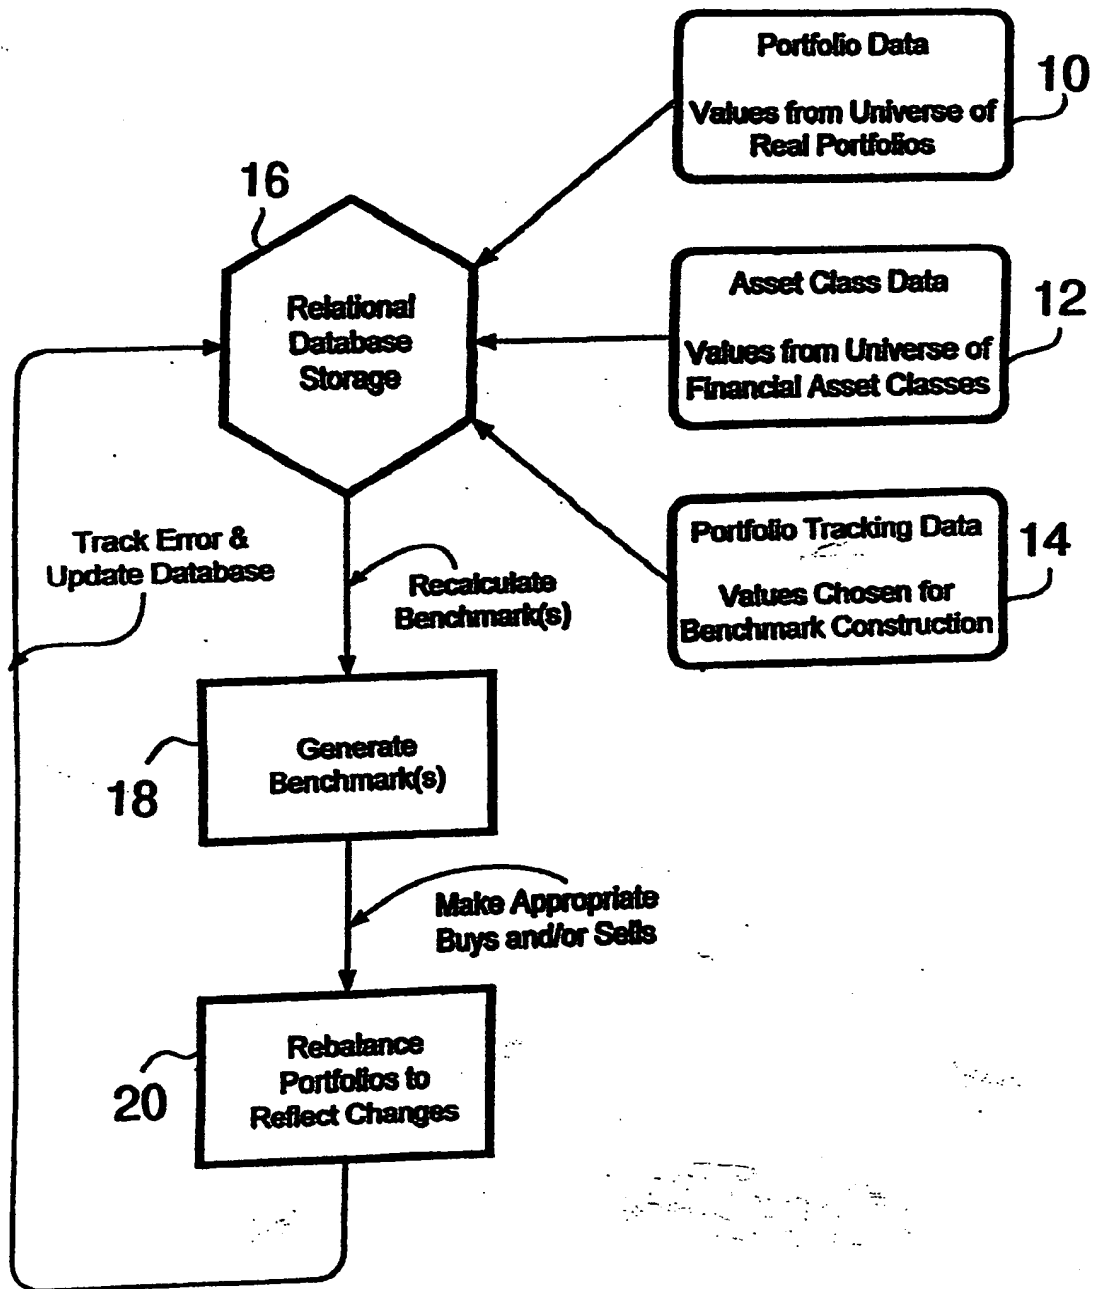 Portfolio Data
Values from Universe of
Real Portfolios
10
16
Relational
Database
Storage
Asset Class Data
Values from Universe of
Financial Asset Classes
12
Portfolio Tracking Data
Values Chosen for
Benchmark Construction
14
Track Error &
Update Database
Recalculate
Benchmark(s)
Generate
Benchmark(s)
18
Make Appropriate
Buys and/or Sells
Rebalance
Portfolios to
Reflect Changes
20